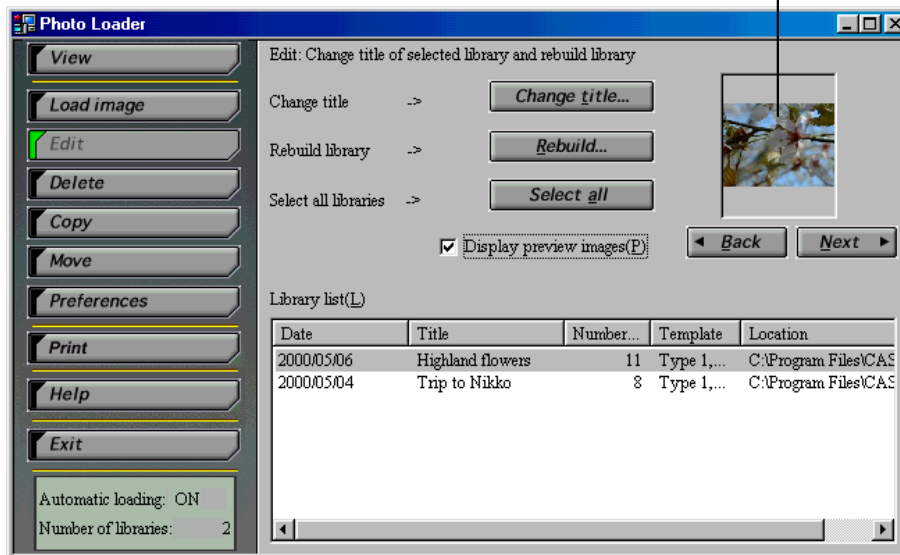 Photo Loader
View
Load image
Edit
Delete
Copy
Move
Preferences
Print
Help
Exit
Automatic loading: ON
Number of libraries: 2
Edit: Change title of selected library and rebuild library
Change title -> Change title...
Rebuild library -> Rebuild...
Select all libraries -> Select all
Display preview images(P)
Back Next
Library list(L)
Date Title Number... Template Location
2000/05/06 Highland flowers 11 Type 1,... C:\Program Files\CAS
2000/05/04 Trip to Nikko 8 Type 1,... C:\Program Files\CAS